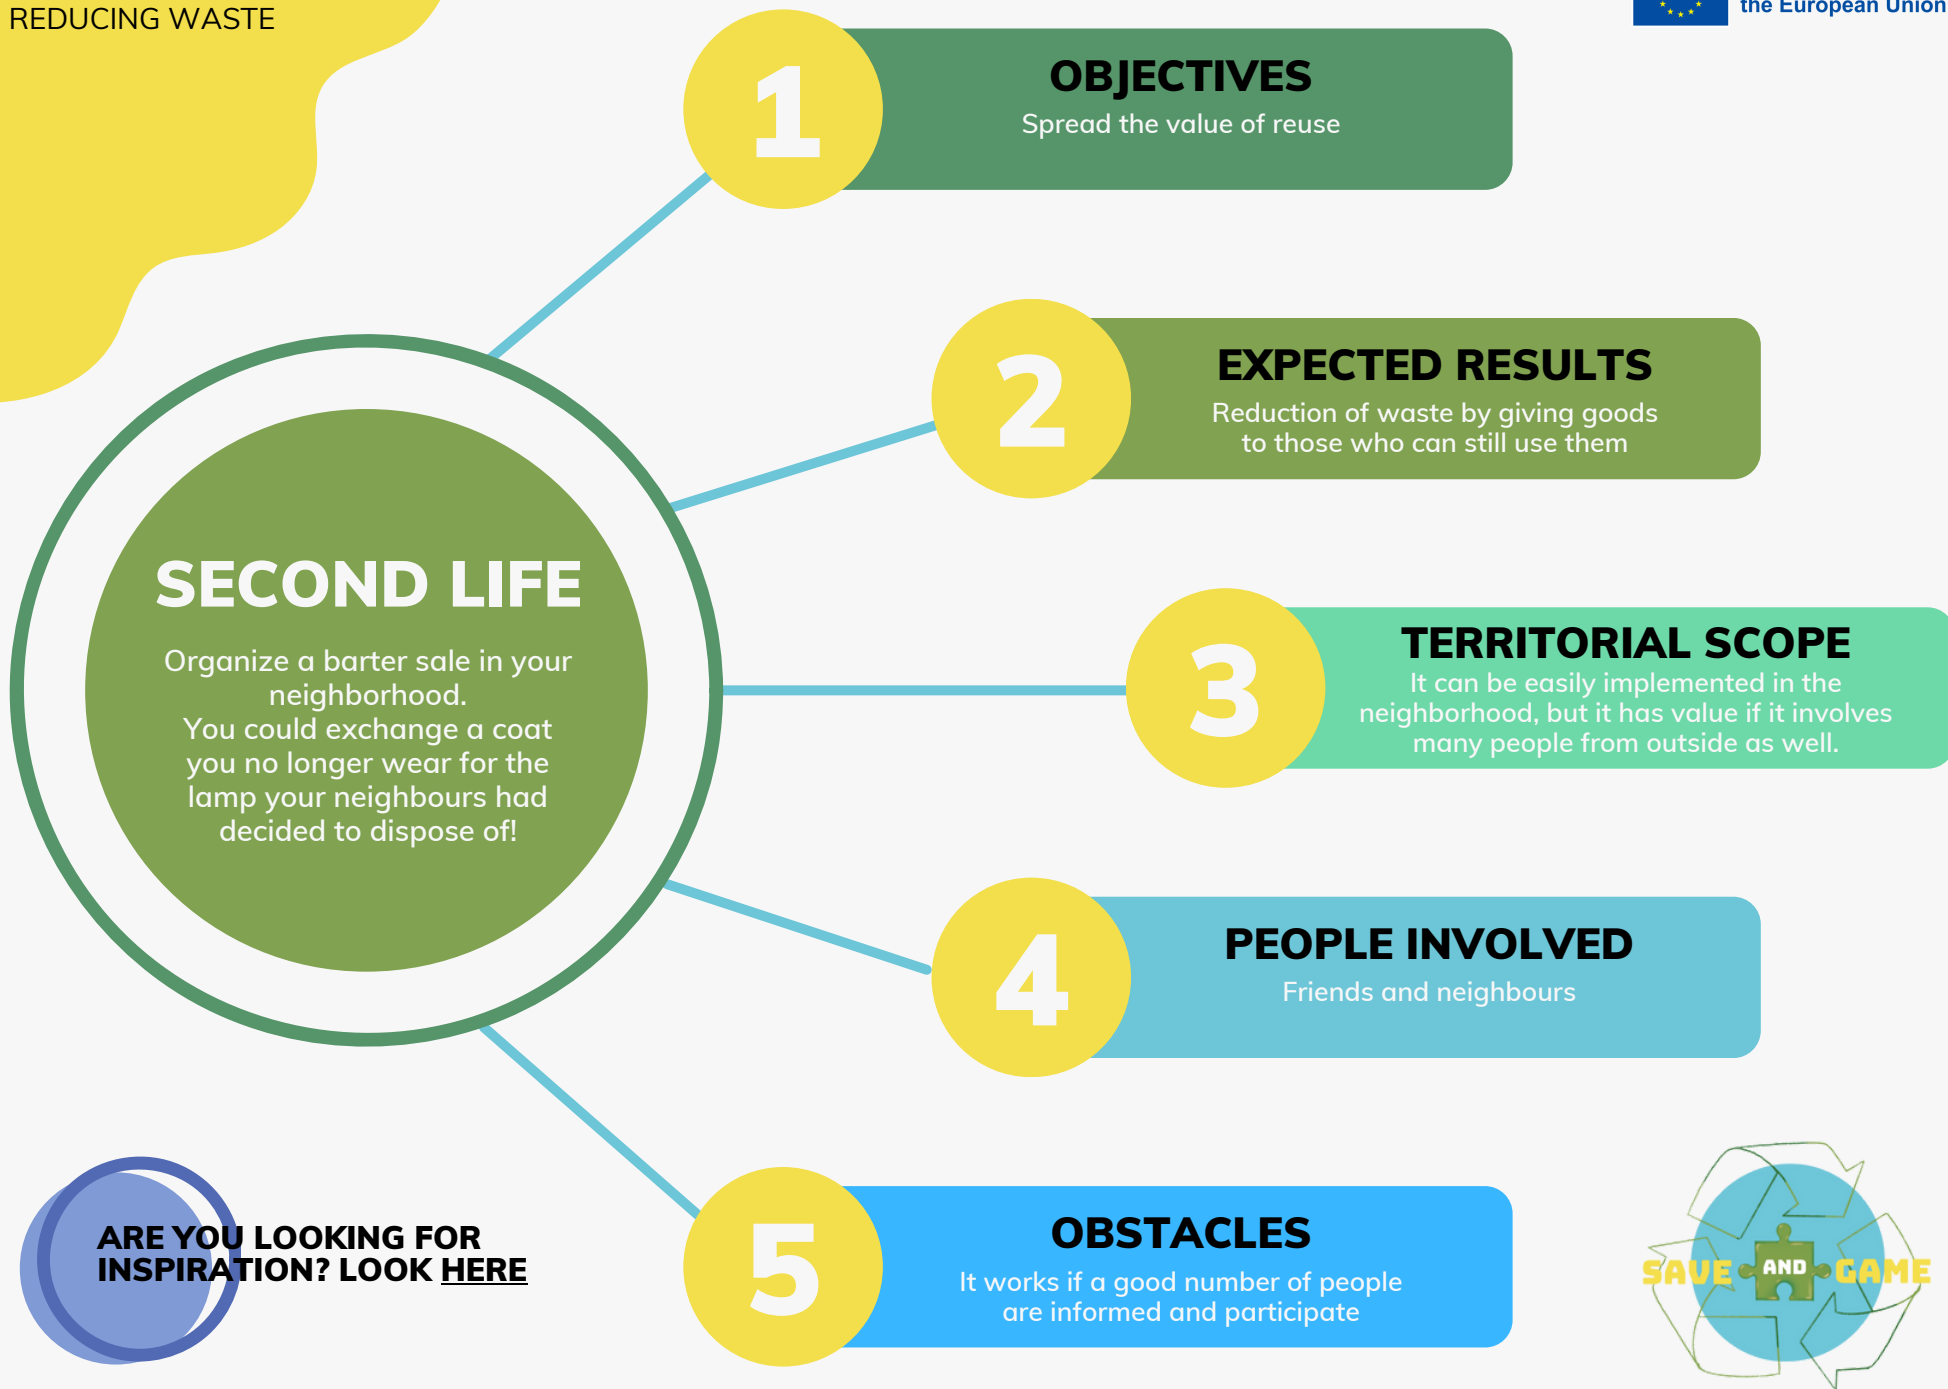 REDUCING WASTE
the European Union
1
OBJECTIVES
Spread the value of reuse
2
EXPECTED RESULTS
Reduction of waste by giving goods
to those who can still use them
SECOND LIFE
Organize a barter sale in your
neighborhood.
You could exchange a coat
you no longer wear for the
lamp your neighbours had
decided to dispose of!
3
TERRITORIAL SCOPE
It can be easily implemented in the
neighborhood, but it has value if it involves
many people from outside as well.
4
PEOPLE INVOLVED
Friends and neighbours
5
OBSTACLES
It works if a good number of people
are informed and participate
ARE YOU LOOKING FOR
INSPIRATION? LOOK HERE
SAVE AND GAME